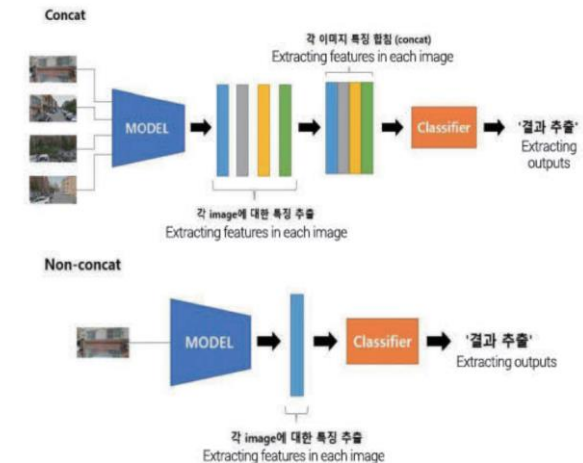 Concat
각 이미지 특징 합침 (concat)
Extracting features in each image
MODEL
Classifier
'결과 추출'
Extracting
outputs
각 image에 대한 특징 추출
Extracting features in each image
Non-concat
MODEL
Classifier
'결과 추출'
Extracting outputs
각 image에 대한 특징 추출
Extracting features in each image